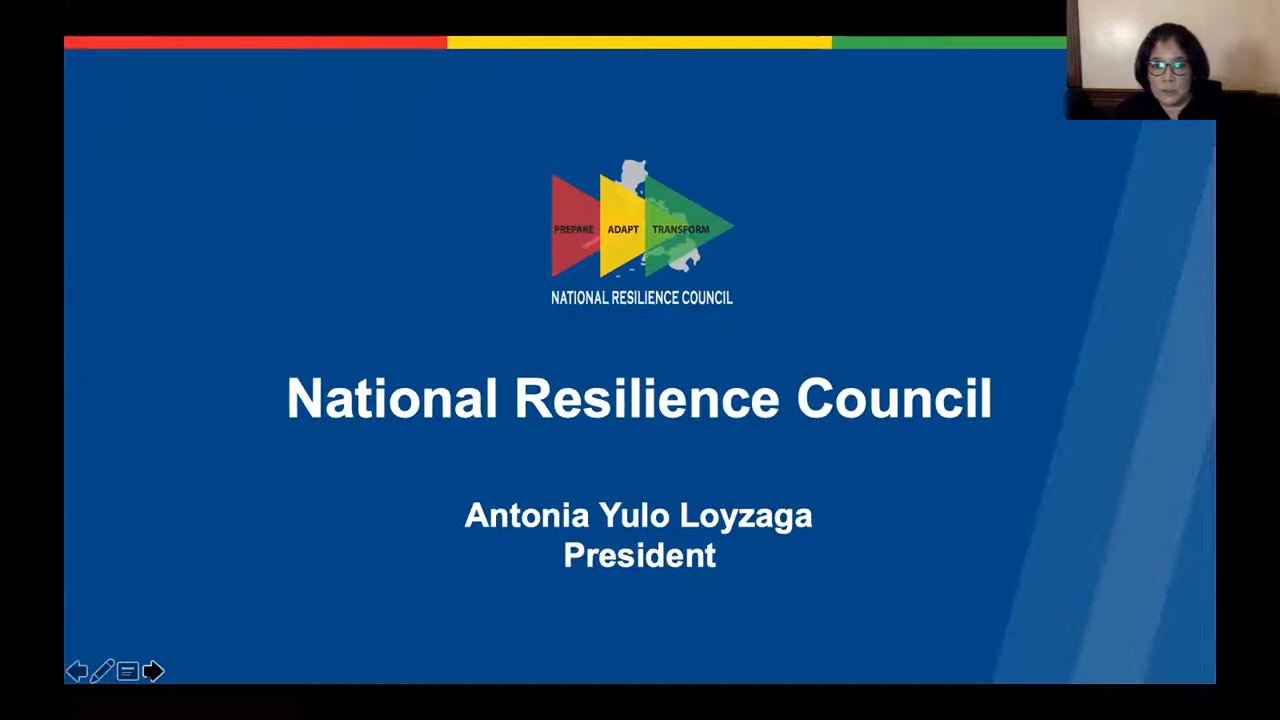 PREPARE ADAPT TRANSFORM
NATIONAL RESILIENCE COUNCIL
National Resilience Council
Antonia Yulo Loyzaga
President